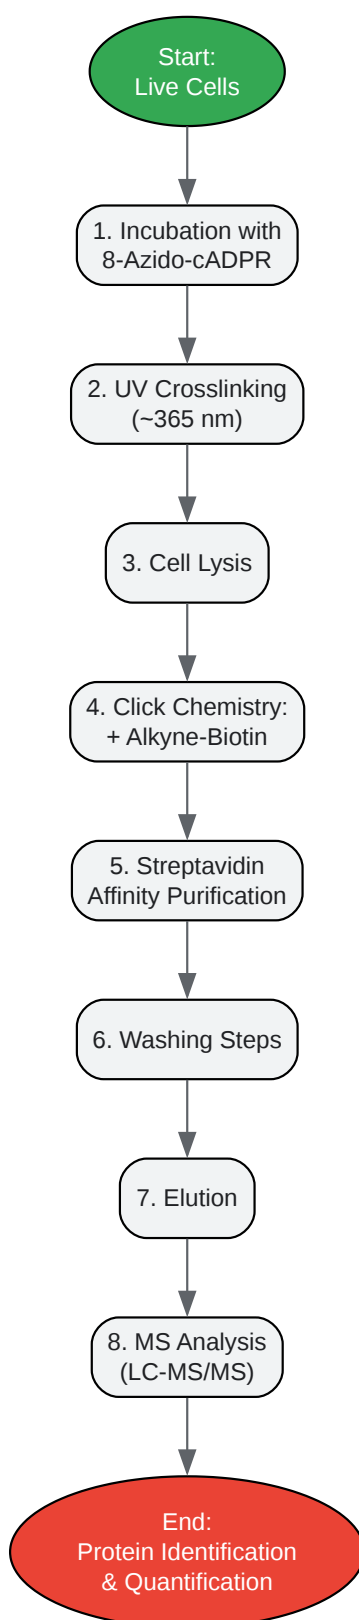 Start:
Live Cells
1. Incubation with
8-Azido-cADPR
2. UV Crosslinking
(~365 nm)
3. Cell Lysis
4. Click Chemistry:
+ Alkyne-Biotin
5. Streptavidin
Affinity Purification
6. Washing Steps
7. Elution
8. MS Analysis
(LC-MS/MS)
End:
Protein Identification
& Quantification